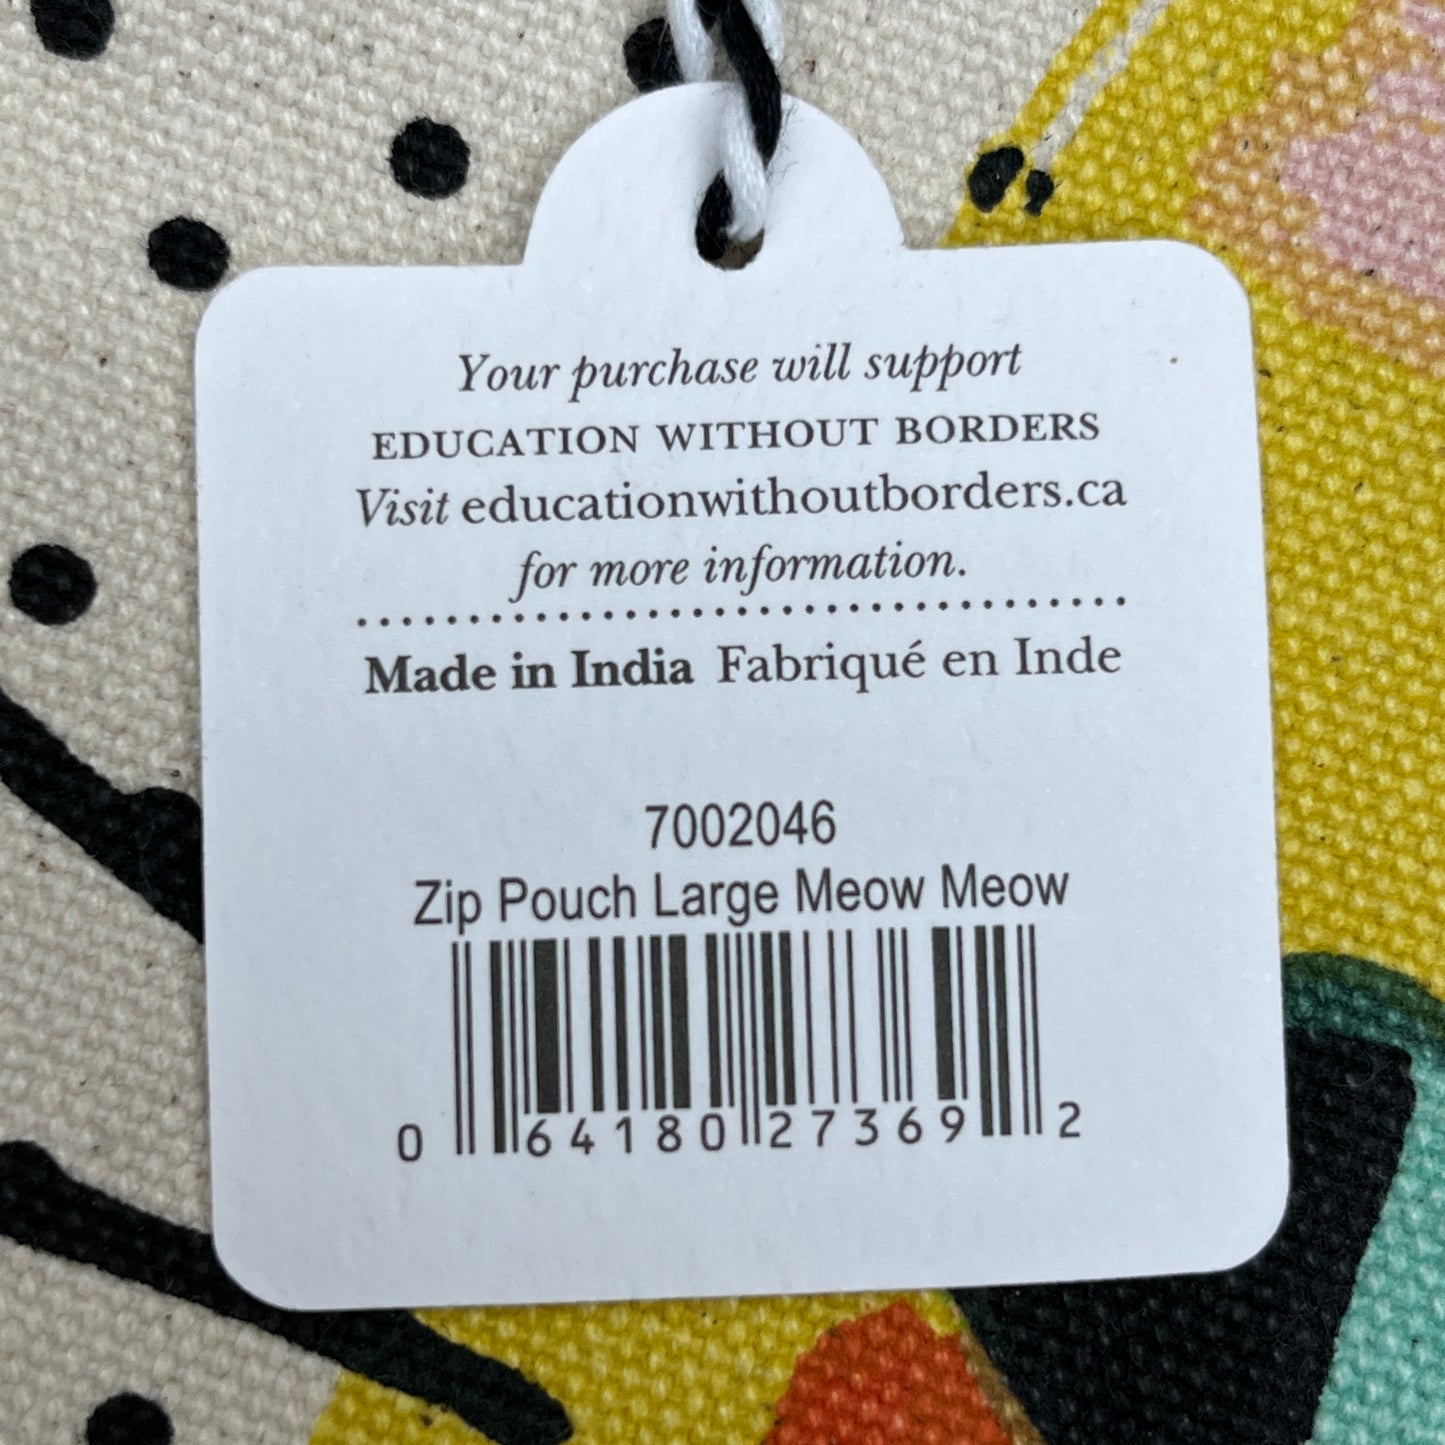 Your purchase will support
EDUCATION WITHOUT BORDERS
Visit educationwithoutborders.ca
for more information.
Made in India Fabriqué en Inde
7002046
Zip Pouch Large Meow Meow
0 64180 27369 2